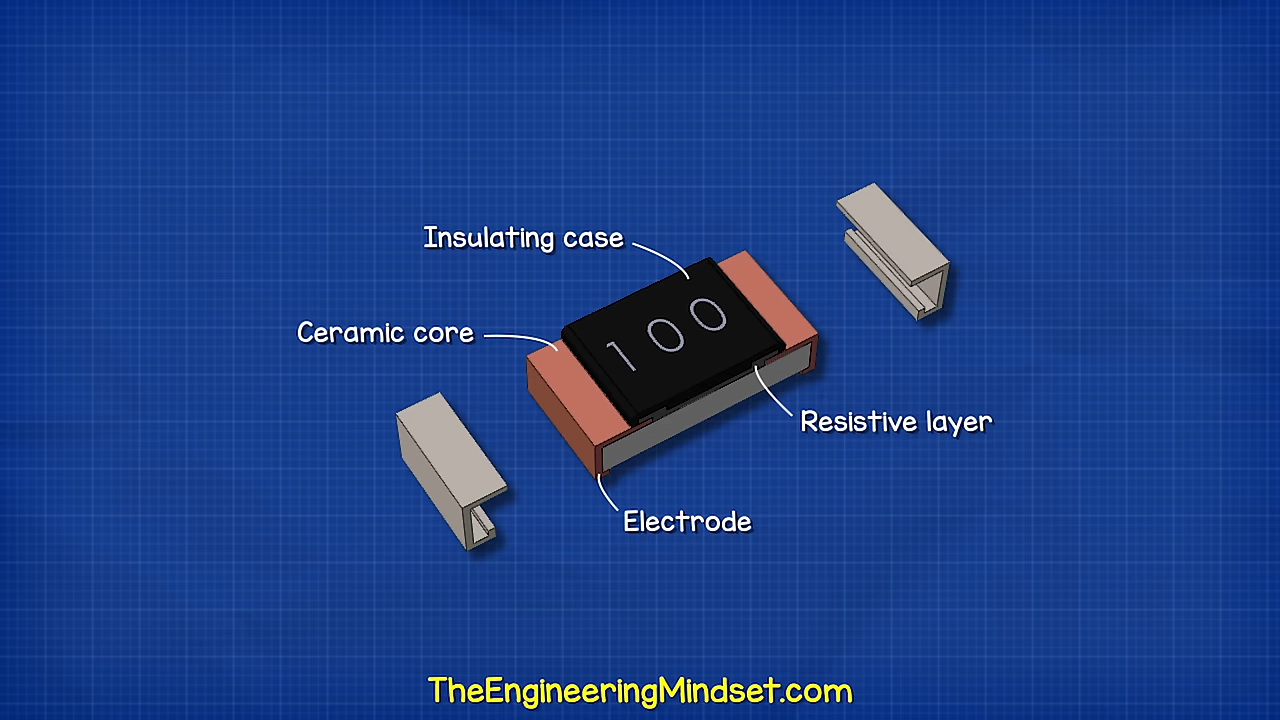 Insulating case
Ceramic core
100
Resistive layer
Electrode
TheEngineeringMindset.com